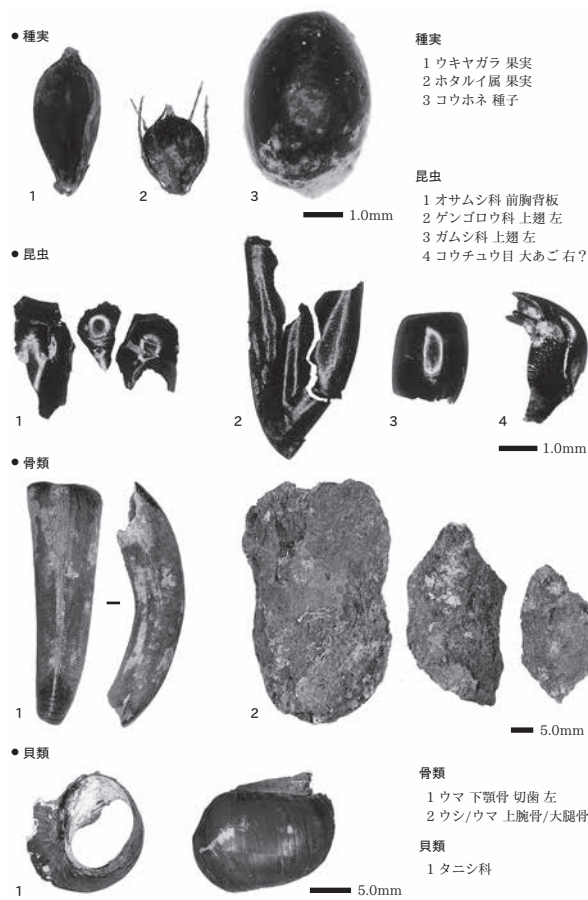 ● 種実
1
2
3
1.0mm
種実
1 ウキヤガラ 果実
2 ホタルイ属 果実
3 コウホネ 種子
昆虫
1 オサムシ科 前胸背板
2 ゲンゴロウ科 上翅 左
3 ガムシ科 上翅 左
4 コウチュウ目 大あご 右?
● 昆虫
1
2
3
4
1.0mm
● 骨類
1
2
5.0mm
● 貝類
1
5.0mm
骨類
1 ウマ 下顎骨 切歯 左
2 ウシ/ウマ 上腕骨/大腿骨
貝類
1 タニシ科